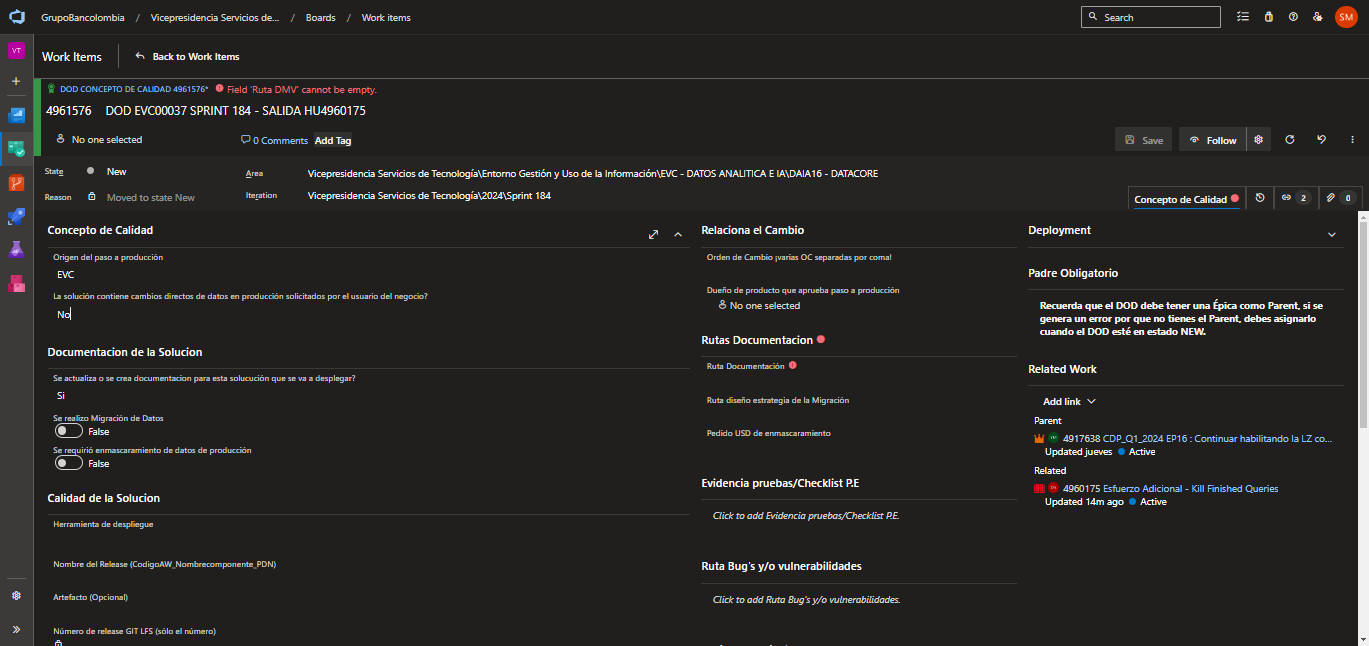 GrupoBancolombia / Vicepresidencia Servicios de... / Boards / Work items
Search
SM
VT
Work Items
Back to Work Items
DOD CONCEPTO DE CALIDAD 4961576* Field 'Ruta DMV' cannot be empty.
4961576 DOD EVC00037 SPRINT 184 - SALIDA HU4960175
No one selected
0 Comments
Add Tag
Save
Follow
State
New
Area
Vicepresidencia Servicios de Tecnología\Entorno Gestión y Uso de la Información\EVC - DATOS ANALITICA E IA\DAIA16 - DATACORE
Reason
Moved to state New
Iteration
Vicepresidencia Servicios de Tecnología\2024\Sprint 184
Concepto de Calidad
2
0
Concepto de Calidad
Origen del paso a producción
EVC
La solución contiene cambios directos de datos en producción solicitados por el usuario del negocio?
No
Documentacion de la Solucion
Se actualiza o se crea documentacion para esta solucución que se va a desplegar?
Si
Se realizo Migración de Datos
False
Se requirió enmascaramiento de datos de producción
False
Calidad de la Solucion
Herramienta de despliegue
Nombre del Release (CodigoAW_Nombrecomponente_PDN)
Artefacto (Opcional)
Número de release GIT LFS (sólo el número)
Relaciona el Cambio
Orden de Cambio ¡varias OC separadas por coma!
Dueño de producto que aprueba paso a producción
No one selected
Rutas Documentacion
Ruta Documentación
Ruta diseño estrategia de la Migración
Pedido USD de enmascaramiento
Evidencia pruebas/Checklist P.E
Click to add Evidencia pruebas/Checklist P.E.
Ruta Bug's y/o vulnerabilidades
Click to add Ruta Bug's y/o vulnerabilidades.
Deployment
Padre Obligatorio
Recuerda que el DOD debe tener una Épica como Parent, si se
genera un error por que no tienes el Parent, debes asignarlo
cuando el DOD esté en estado NEW.
Related Work
Add link
Parent
4917638 CDP_Q1_2024 EP16 : Continuar habilitando la LZ co...
Updated jueves Active
Related
4960175 Esfuerzo Adicional - Kill Finished Queries
Updated 14m ago Active